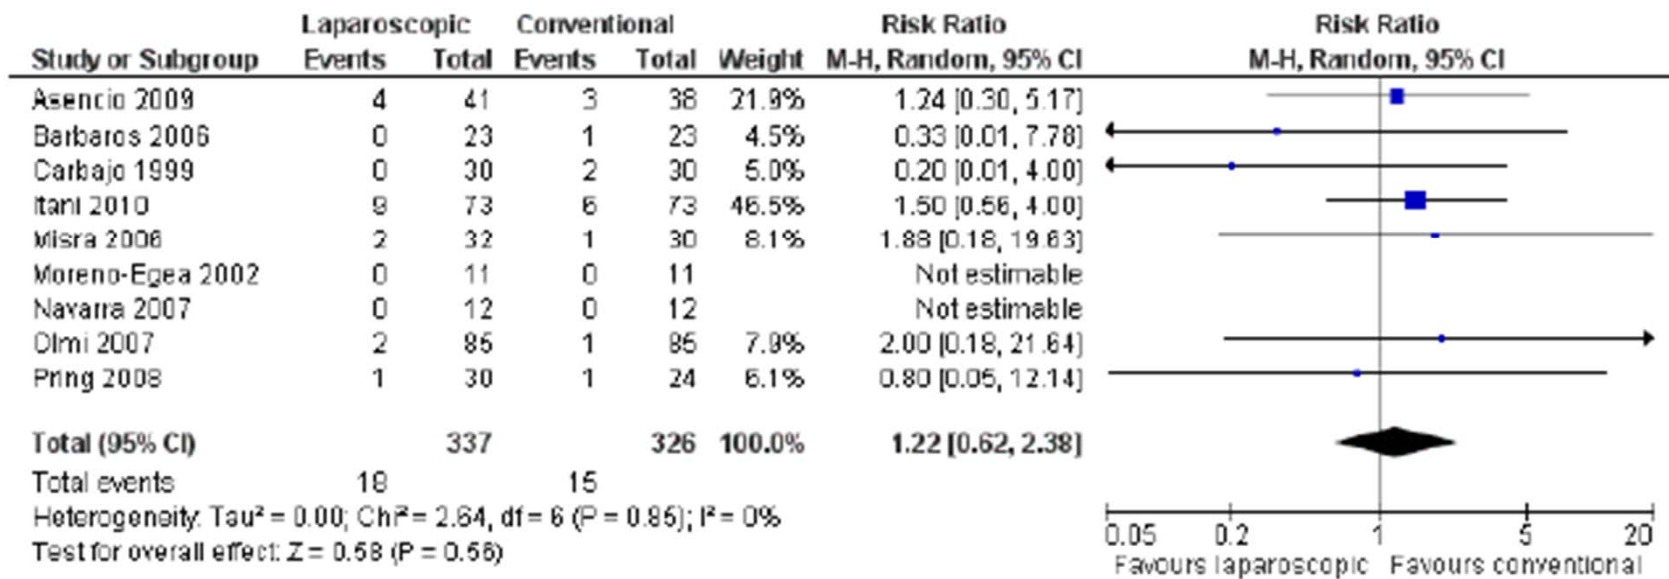 Laparoscopic Conventional Risk Ratio Risk Ratio
Study or Subgroup Events Total Events Total Weight M-H, Random, 95% CI M-H, Random, 95% CI
Asencio 2009 4 41 3 38 21.9% 1.24 [0.30, 5.17]
Barbaros 2006 0 23 1 23 4.5% 0.33 [0.01, 7.78]
Carbajo 1999 0 30 2 30 5.0% 0.20 [0.01, 4.00]
Itani 2010 9 73 6 73 46.5% 1.50 [0.56, 4.00]
Misra 2006 2 32 1 30 8.1% 1.88 [0.18, 19.63]
Moreno-Egea 2002 0 11 0 11 Not estimable
Navarra 2007 0 12 0 12 Not estimable
Olmi 2007 2 85 1 85 7.9% 2.00 [0.18, 21.64]
Pring 2008 1 30 1 24 6.1% 0.80 [0.05, 12.14]
Total (95% CI) 337 326 100.0% 1.22 [0.62, 2.38]
Total events 18 15
Heterogeneity: Tau² = 0.00; Chi² = 2.64, df = 6 (P = 0.85); I² = 0%
Test for overall effect: Z = 0.58 (P = 0.56)
0.05 0.2 1 5 20
Favours laparoscopic Favours conventional